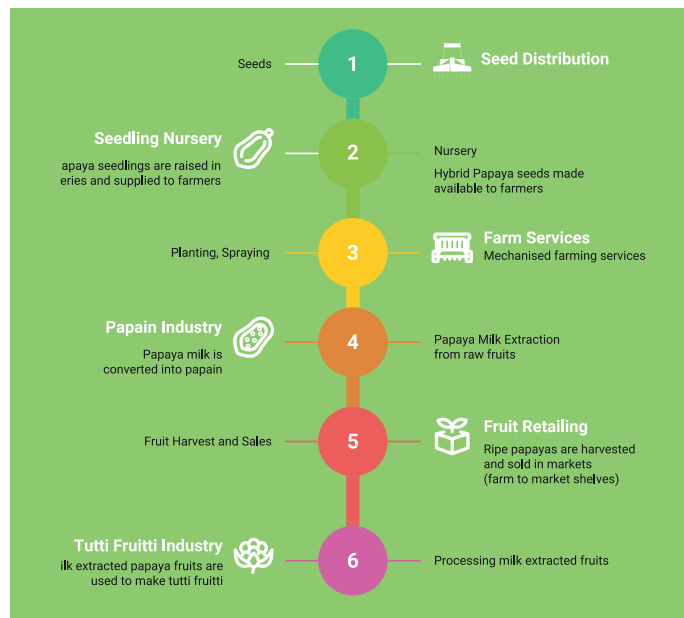 Seeds
1
Seed Distribution
Seedling Nursery
apaya seedlings are raised in
eries and supplied to farmers
2
Nursery
Hybrid Papaya seeds made
available to farmers
Planting, Spraying
3
Farm Services
Mechanised farming services
Papain Industry
Papaya milk is
converted into papain
4
Papaya Milk Extraction
from raw fruits
Fruit Harvest and Sales
5
Fruit Retailing
Ripe papayas are harvested
and sold in markets
(farm to market shelves)
Tutti Fruitti Industry
ilk extracted papaya fruits are
used to make tutti fruitti
6
Processing milk extracted fruits